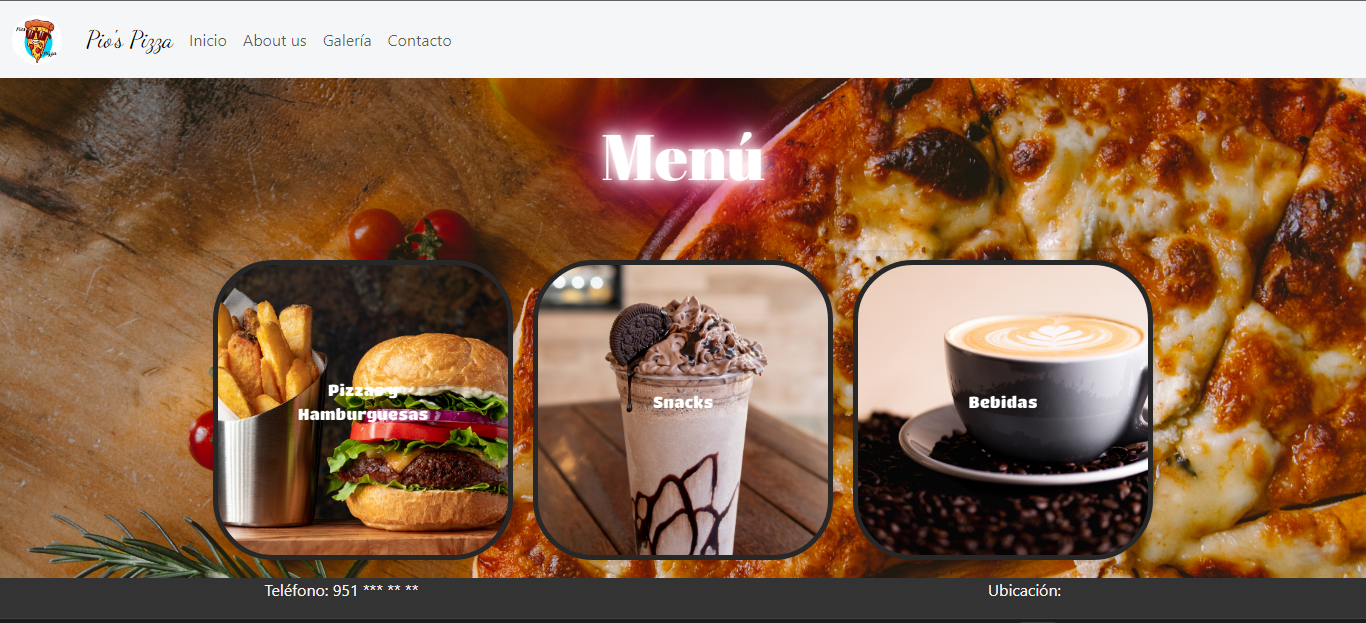 Pio's Pizza Inicio About us Galería Contacto
Menú
Pizzas y
Hamburguesas
Snacks
Bebidas
Teléfono: 951 *** ** **
Ubicación: